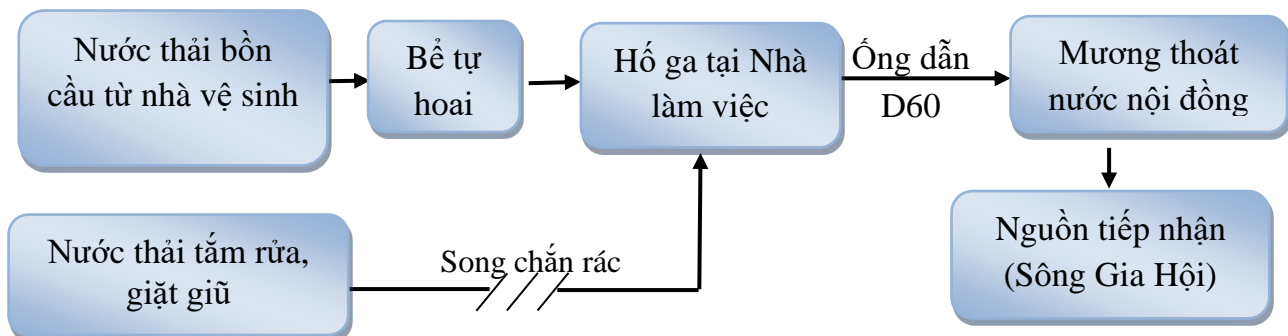 Nước thải bồn
cầu từ nhà vệ sinh
Bể tự
hoai
Hố ga tại Nhà
làm việc
Ống dẫn
D60
Mương thoát
nước nội đồng
Nước thải tắm rửa,
giặt giũ
Song chắn rác
Nguồn tiếp nhận
(Sông Gia Hội)